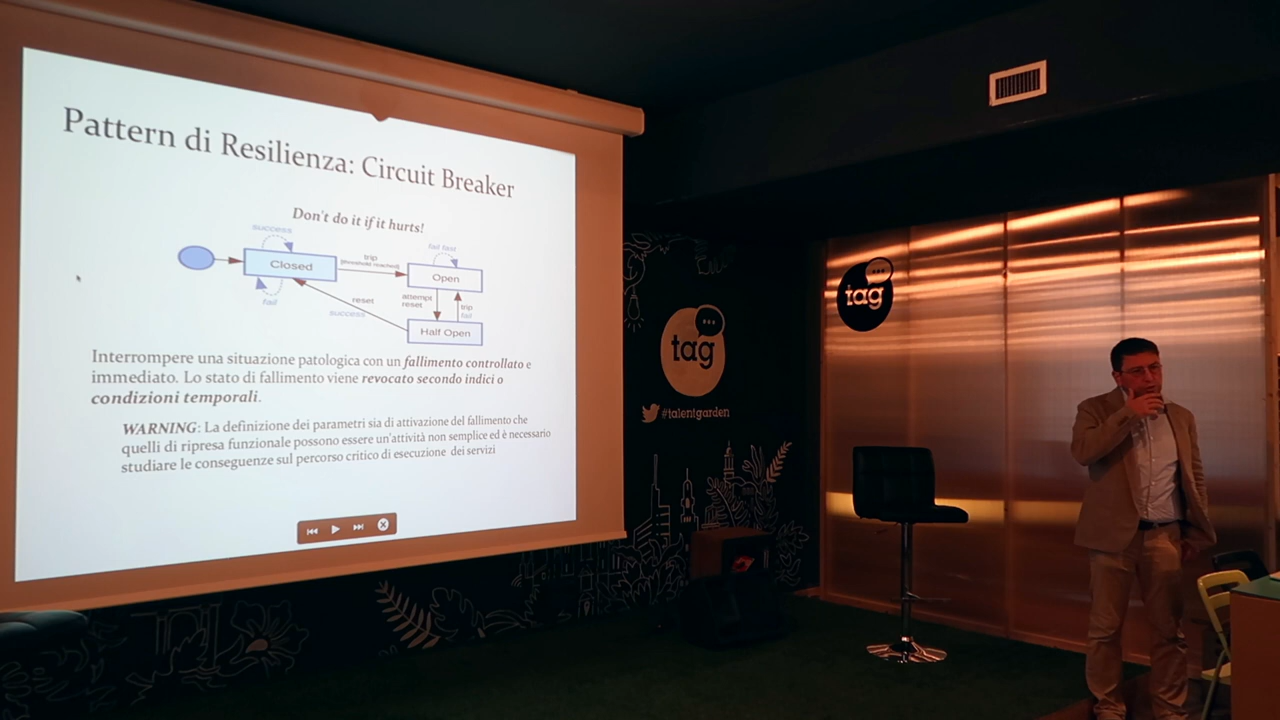 Pattern di Resilienza: Circuit Breaker
Don't do it if it hurts!
success
fail fast
Closed
trip
(threshold reached)
Open
fail
reset
success
attempt
reset
trip
fail
Half Open
Interrompere una situazione patologica con un fallimento controllato e
immediato. Lo stato di fallimento viene revocato secondo indici o
condizioni temporali.
WARNING: La definizione dei parametri sia di attivazione del fallimento che
quelli di ripresa funzionale possono essere un'attività non semplice ed è necessario
studiare le conseguenze sul percorso critico di esecuzione dei servizi
tag
#talentgarden
tag